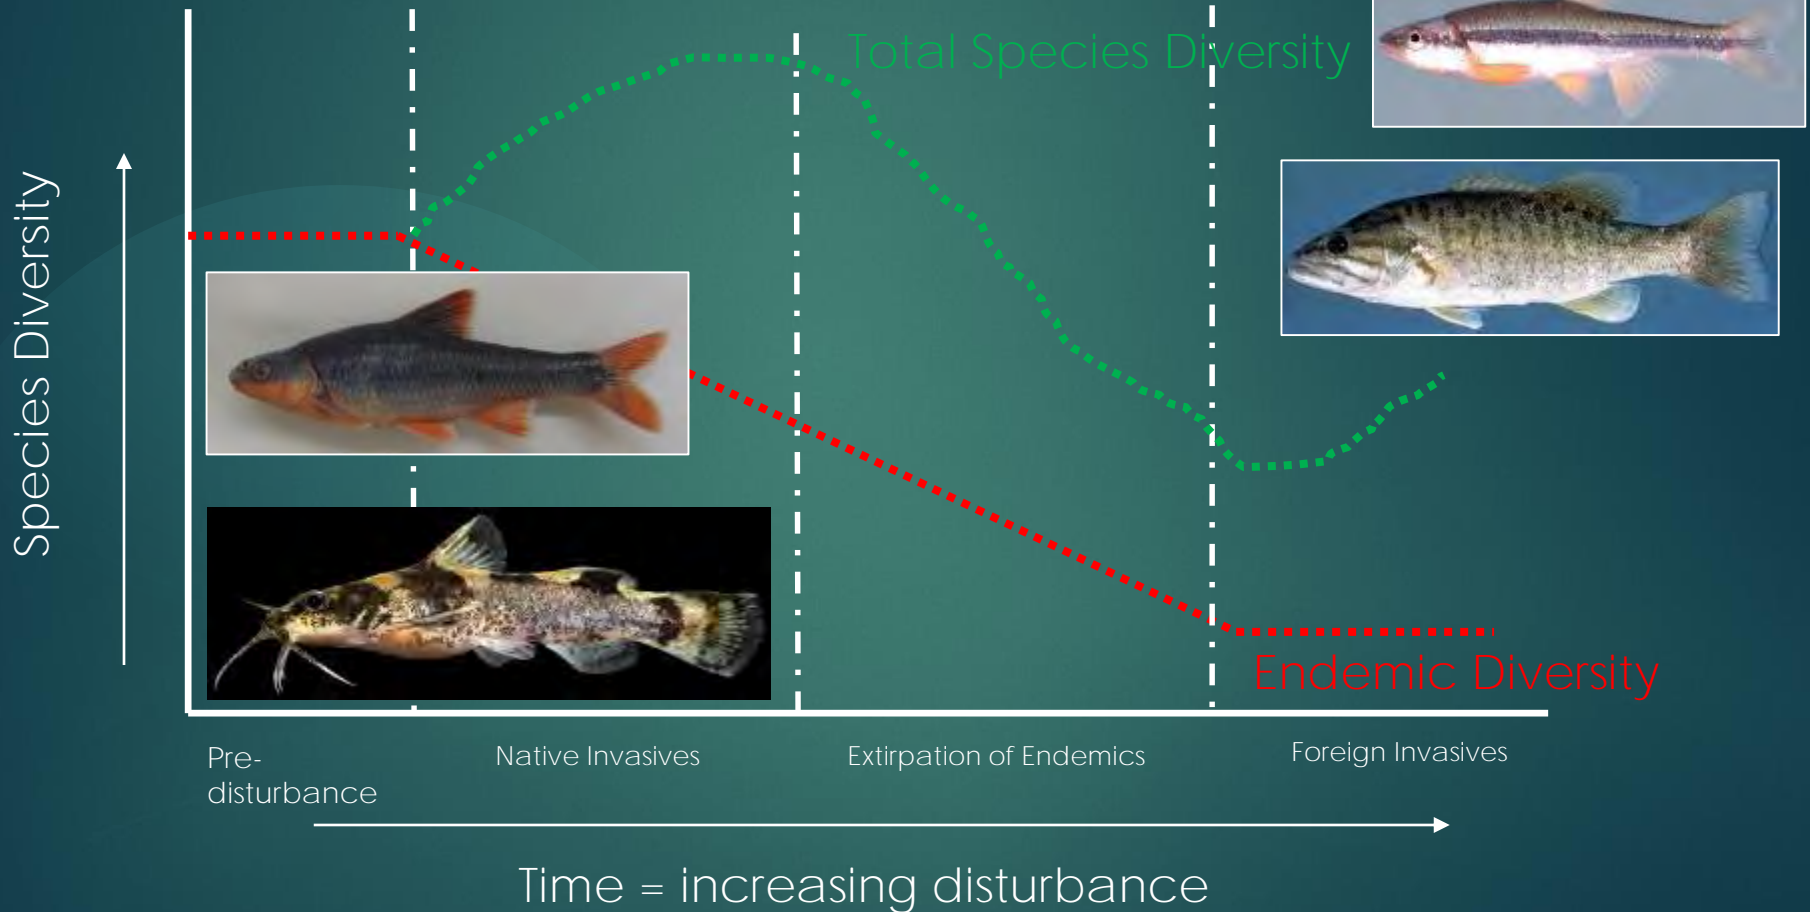 Total Species Diversity
Species Diversity
Endemic Diversity
Pre-
disturbance
Native Invasives
Extirpation of Endemics
Foreign Invasives
Time = increasing disturbance